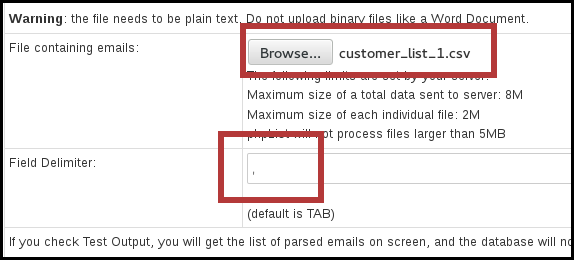 Warning: the file needs to be plain text. Do not upload binary files like a Word Document.
File containing emails:
Browse... customer_list_1.csv
The following limits are set by your server:
Maximum size of a total data sent to server: 8M
Maximum size of each individual file: 2M
phpList will not process files larger than 5MB
Field Delimiter:
,
(default is TAB)
If you check Test Output, you will get the list of parsed emails on screen, and the database will no